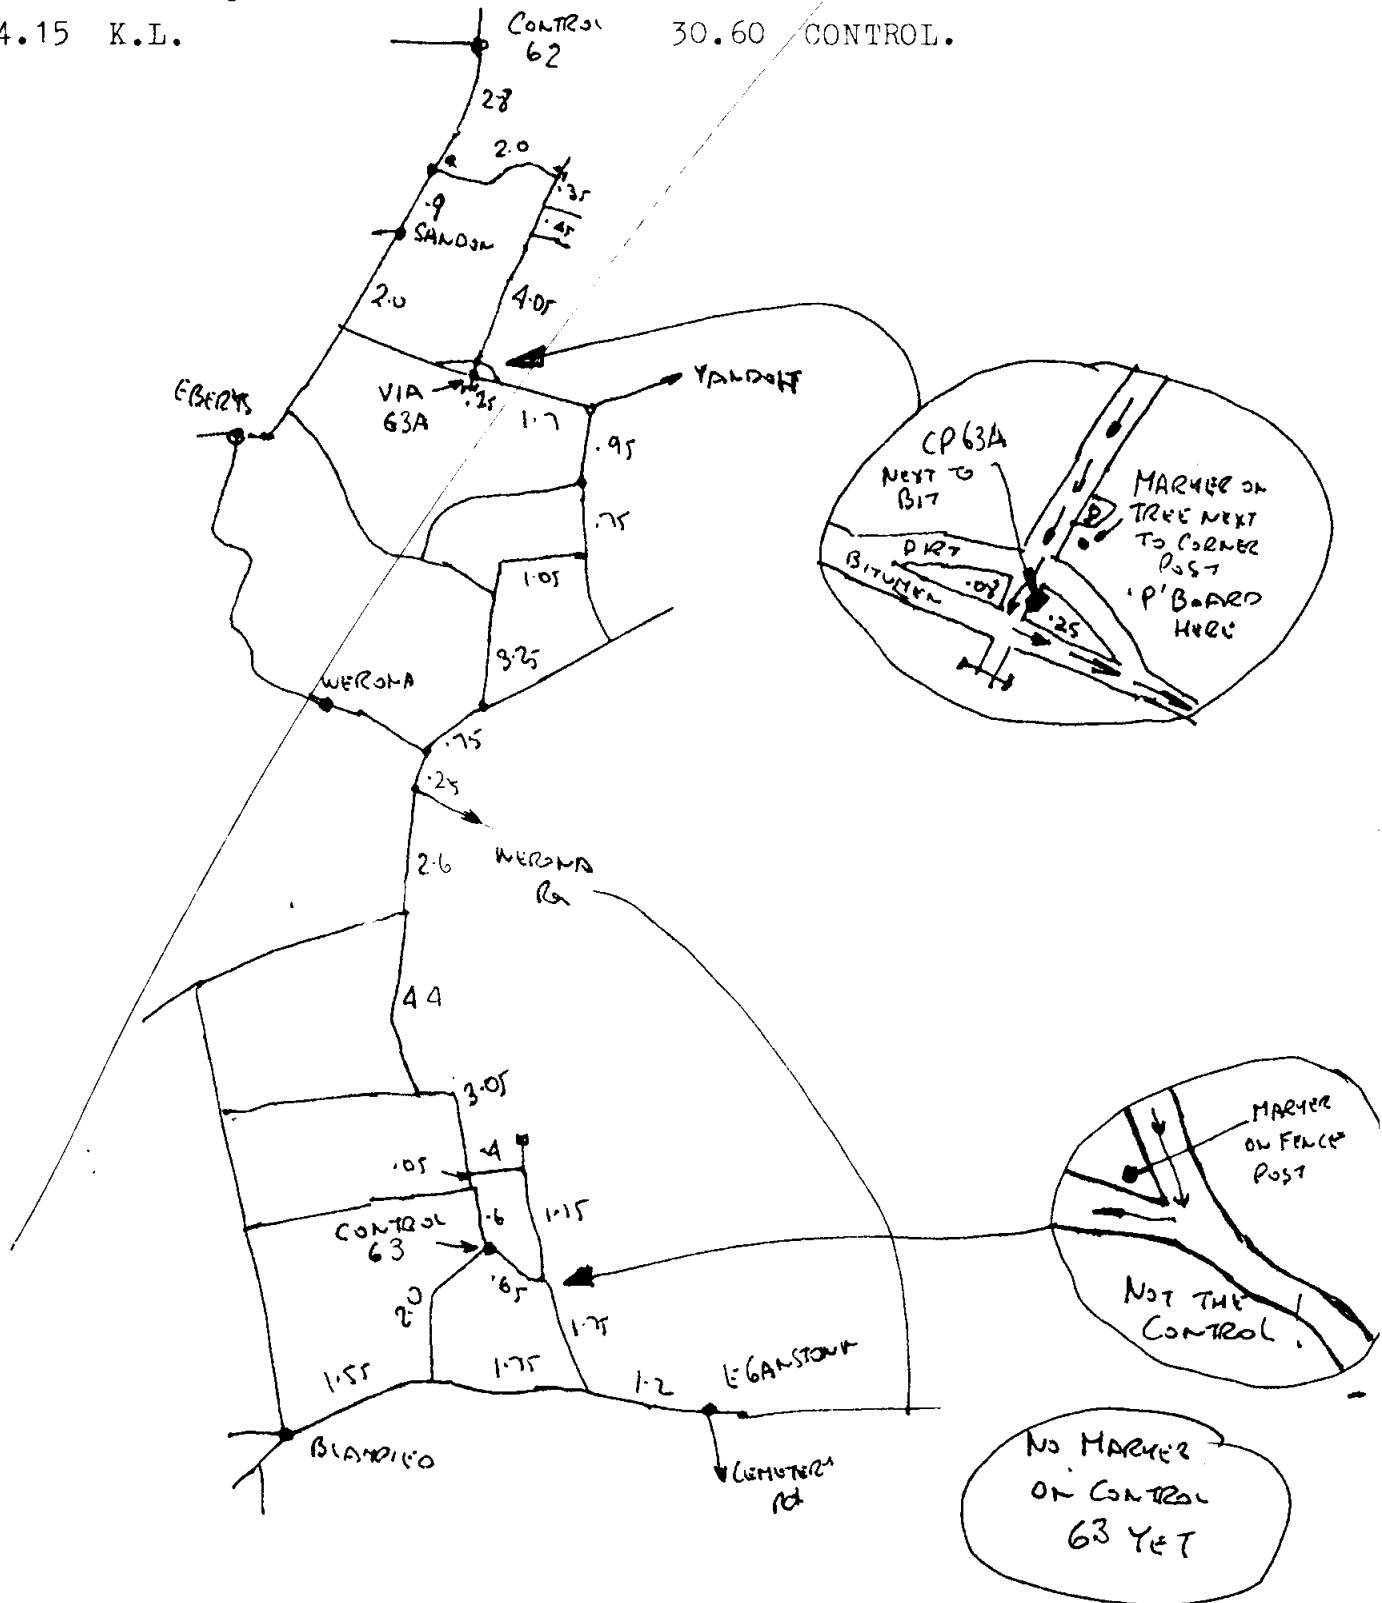 4.15 K.L.
30.60 CONTROL.
CONTROL
62
2.8
2.0
.35
.45
.9
SANDON
2.0
4.05
EBERYS
VIA
63A
.25
1.7
YANDOIT
.95
.75
1.05
3.25
WERONA
.75
.25
2.6
WERONA
Rd
4.4
3.05
.4
.05
CONTROL
63
.6
1.15
.65
2.0
1.75
1.55
1.75
1.2
EGANSTOWN
BLAMPIED
CEMETERY
Rd
CP 63A
NEXT TO
BIT
MARKER ON
TREE NEXT
TO CORNER
POST
'P' BOARD
HERE
P
DIRT
BITUMEN
.08
.25
MARKER
ON FENCE
POST
NOT THE
CONTROL !
NO MARKER
ON CONTROL
63 YET